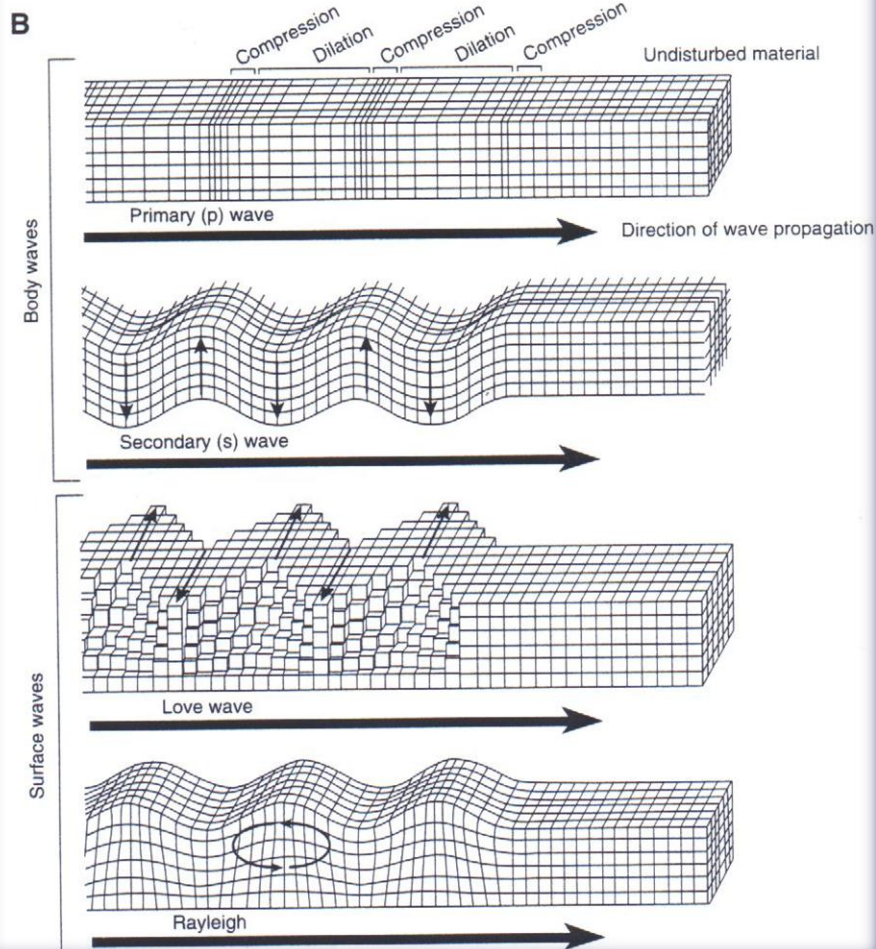 B
Compression
Dilation
Compression
Dilation
Compression
Undisturbed material
Primary (p) wave
Direction of wave propagation
Body waves
Secondary (s) wave
Love wave
Surface waves
Rayleigh